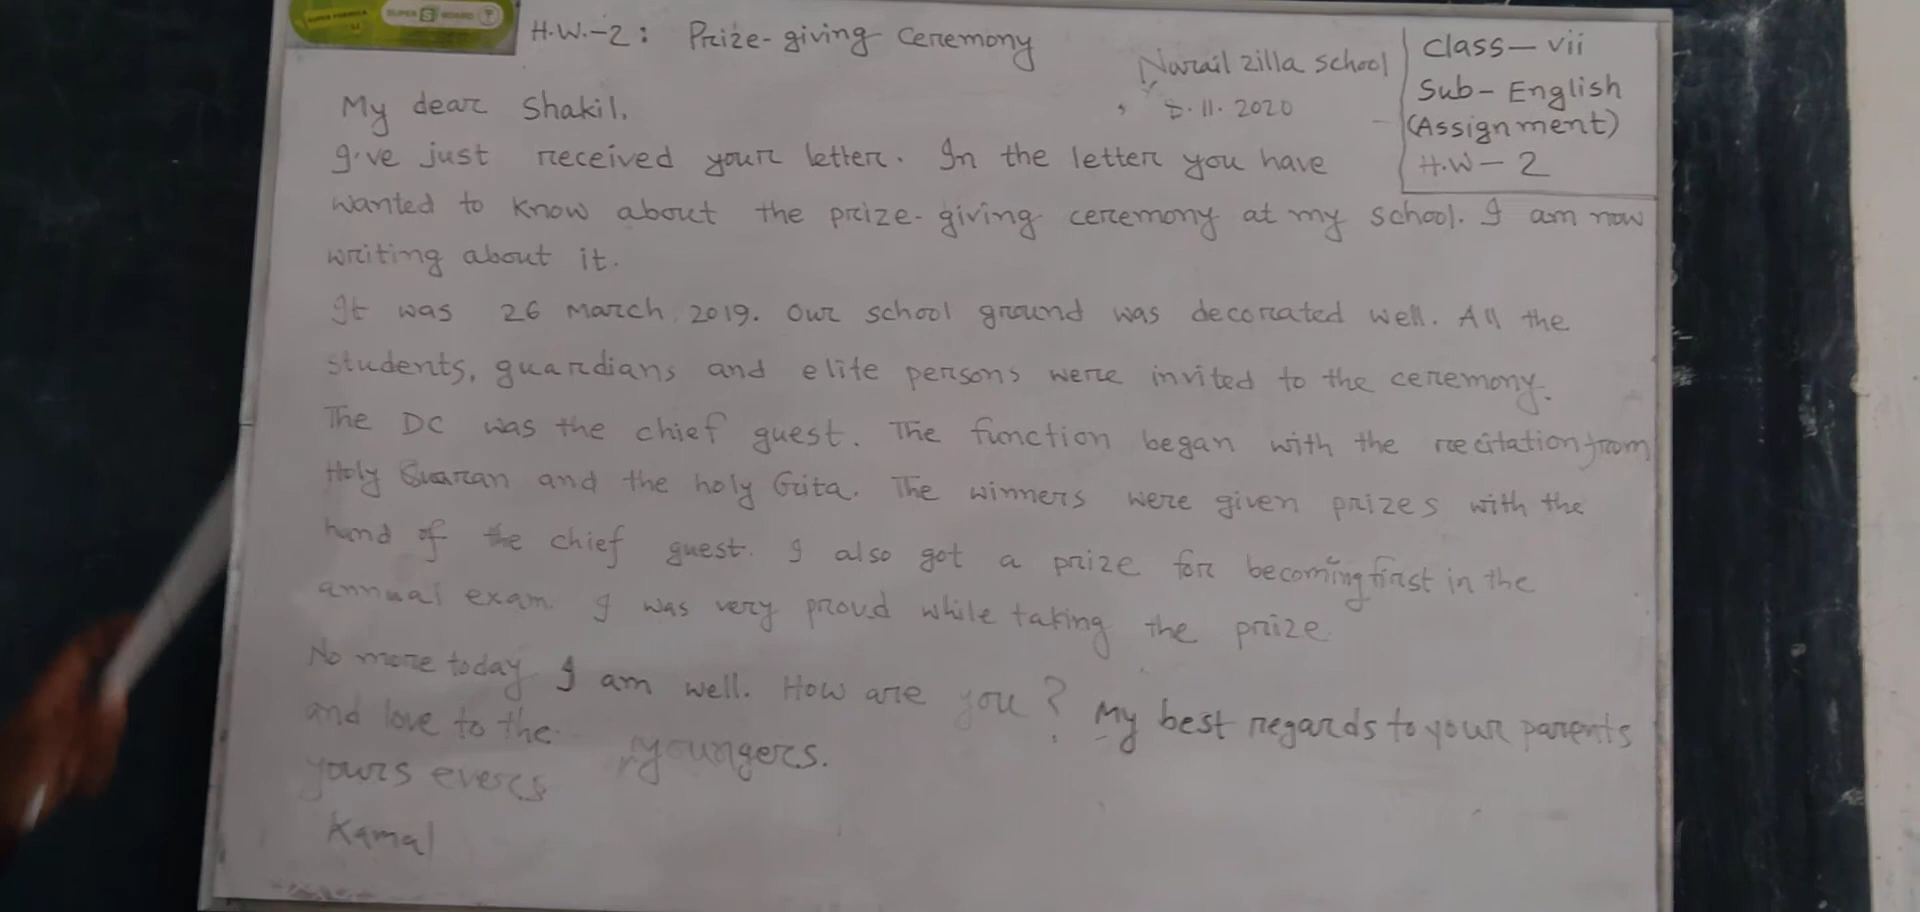 SUPER S BOARD
H.W.-2: Prize-giving ceremony
Narail zilla school
8.11.2020
class-vii
Sub-English
(Assignment)
H.W-2
My dear Shakil,
I've just received your letter. In the letter you have
wanted to know about the prize-giving ceremony at my school. I am now
writing about it.
It was 26 March, 2019. Our school ground was decorated well. All the
students, guardians and elite persons were invited to the ceremony.
The DC was the chief guest. The function began with the recitation from
Holy Quaran and the holy Gita. The winners were given prizes with the
hand of the chief guest. I also got a prize for becoming first in the
annual exam. I was very proud while taking the prize.
No more today I am well. How are you? My best regards to your parents
and love to the youngers.
yours evers
Kamal